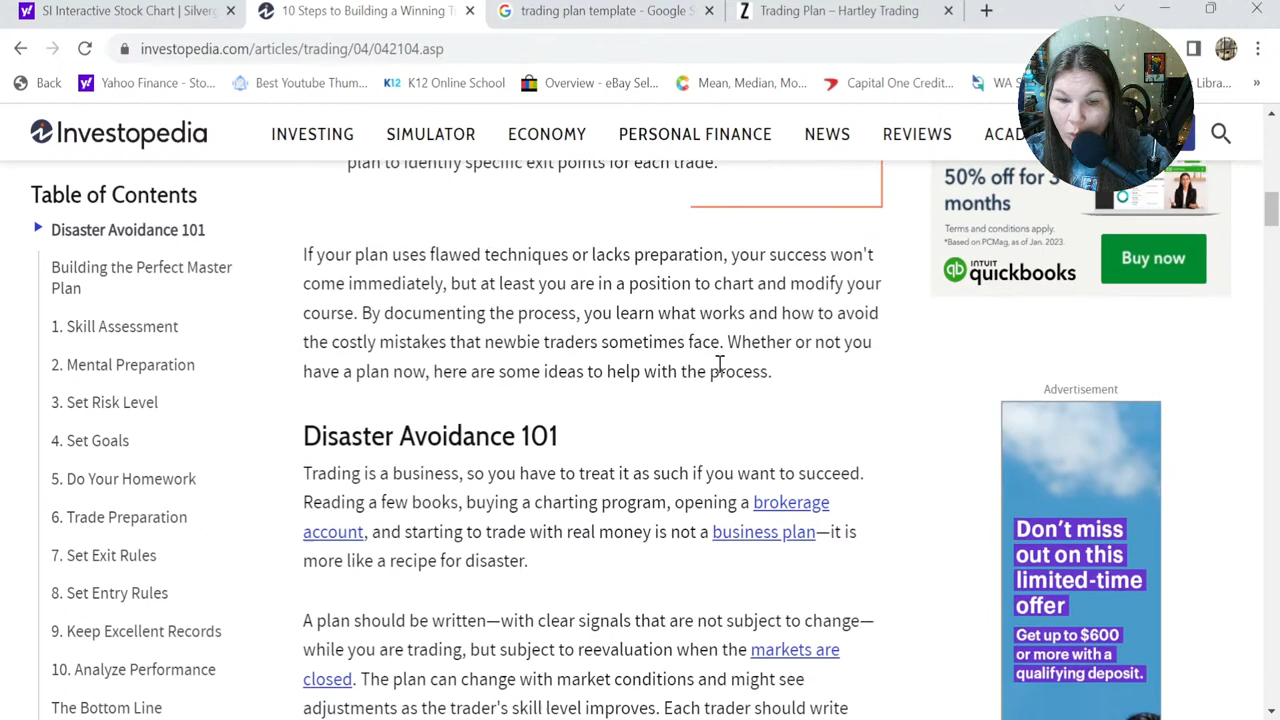 SI Interactive Stock Chart | Silverg
10 Steps to Building a Winning T
trading plan template - Google S
Trading Plan – Hartley Trading
investopedia.com/articles/trading/04/042104.asp
Back
Yahoo Finance - Sto...
Best Youtube Thum...
K12 Online School
Overview - eBay Sel...
Mean, Median, Mo...
Capital One Credit...
WA S
Libra...
Investopedia
INVESTING
SIMULATOR
ECONOMY
PERSONAL FINANCE
NEWS
REVIEWS
ACAD
Table of Contents
Disaster Avoidance 101
Building the Perfect Master
Plan
1. Skill Assessment
2. Mental Preparation
3. Set Risk Level
4. Set Goals
5. Do Your Homework
6. Trade Preparation
7. Set Exit Rules
8. Set Entry Rules
9. Keep Excellent Records
10. Analyze Performance
The Bottom Line
plan to identify specific exit points for each trade.
If your plan uses flawed techniques or lacks preparation, your success won't
come immediately, but at least you are in a position to chart and modify your
course. By documenting the process, you learn what works and how to avoid
the costly mistakes that newbie traders sometimes face. Whether or not you
have a plan now, here are some ideas to help with the process.
Disaster Avoidance 101
Trading is a business, so you have to treat it as such if you want to succeed.
Reading a few books, buying a charting program, opening a brokerage
account, and starting to trade with real money is not a business plan—it is
more like a recipe for disaster.
A plan should be written—with clear signals that are not subject to change—
while you are trading, but subject to reevaluation when the markets are
closed. The plan can change with market conditions and might see
adjustments as the trader's skill level improves. Each trader should write
50% off for 3
months
Terms and conditions apply.
*Based on PCMag, as of Jan. 2023.
INTUIT
quickbooks
Buy now
Advertisement
Don't miss
out on this
limited-time
offer
Get up to $600
or more with a
qualifying deposit.